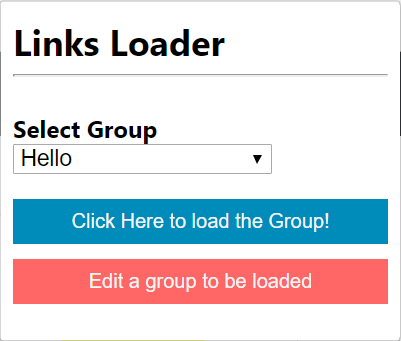 Links Loader
Select Group
Hello
Click Here to load the Group!
Edit a group to be loaded